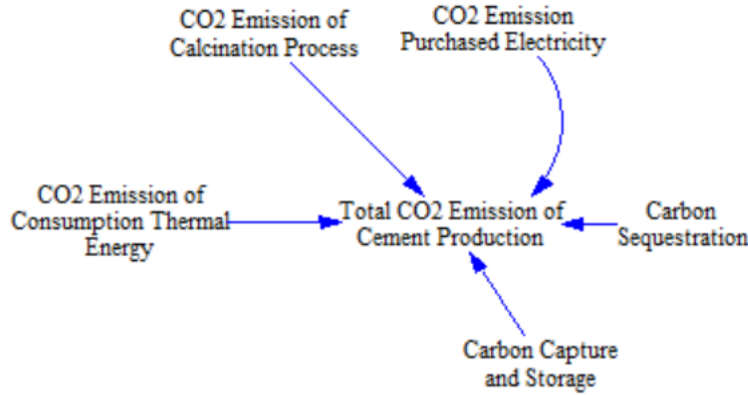 CO2 Emission of
Calcination Process
CO2 Emission
Purchased Electricity
CO2 Emission of
Consumption Thermal
Energy
Total CO2 Emission of
Cement Production
Carbon
Sequestration
Carbon Capture
and Storage